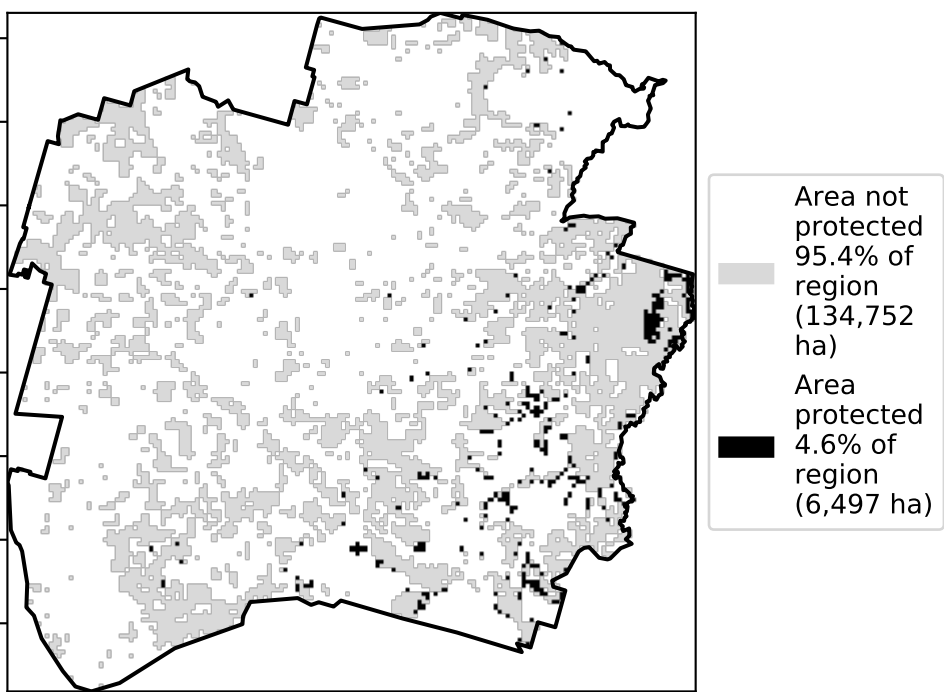 Area not
protected
95.4% of
region
(134,752
ha)
Area
protected
4.6% of
region
(6,497 ha)